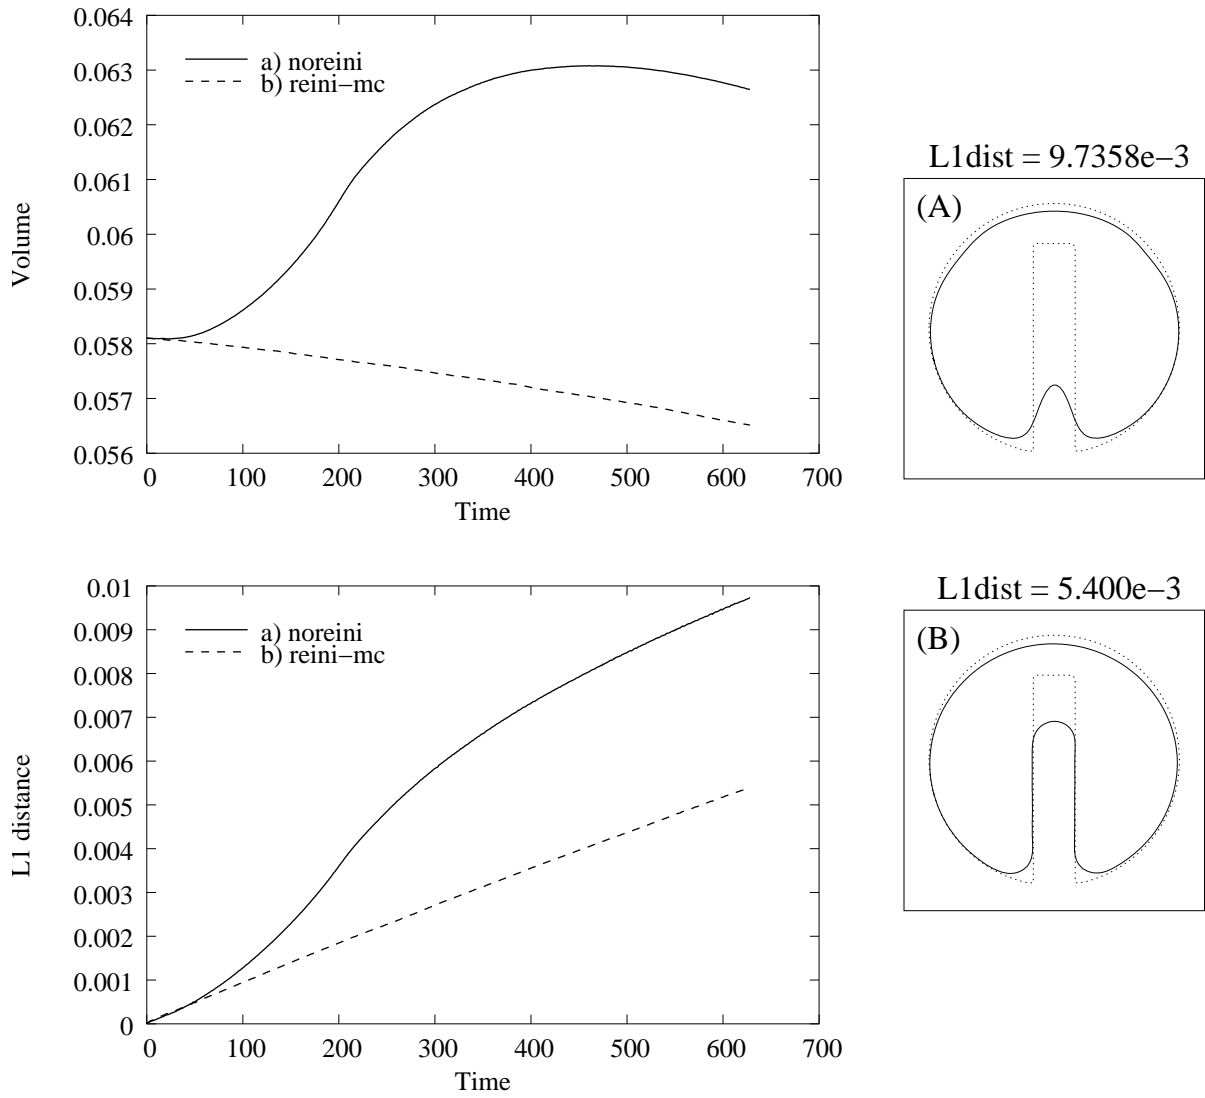 0.064
0.063
0.062
0.061
0.06
0.059
0.058
0.057
0.056
Volume
a) noreini
b) reini−mc
0 100 200 300 400 500 600 700
Time
L1dist = 9.7358e−3
(A)
0.01
0.009
0.008
0.007
0.006
0.005
0.004
0.003
0.002
0.001
0
L1 distance
a) noreini
b) reini−mc
0 100 200 300 400 500 600 700
Time
L1dist = 5.400e−3
(B)